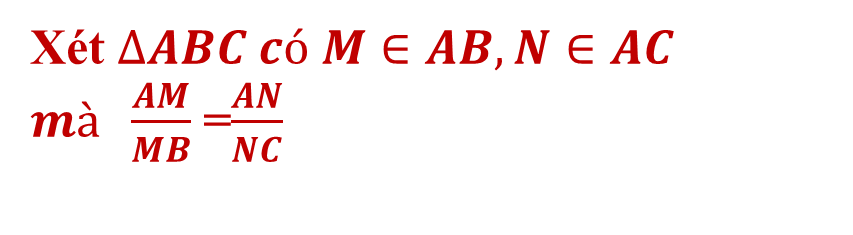 Xét ΔABC có M ∈ AB, N ∈ AC
mà AM/MB = AN/NC